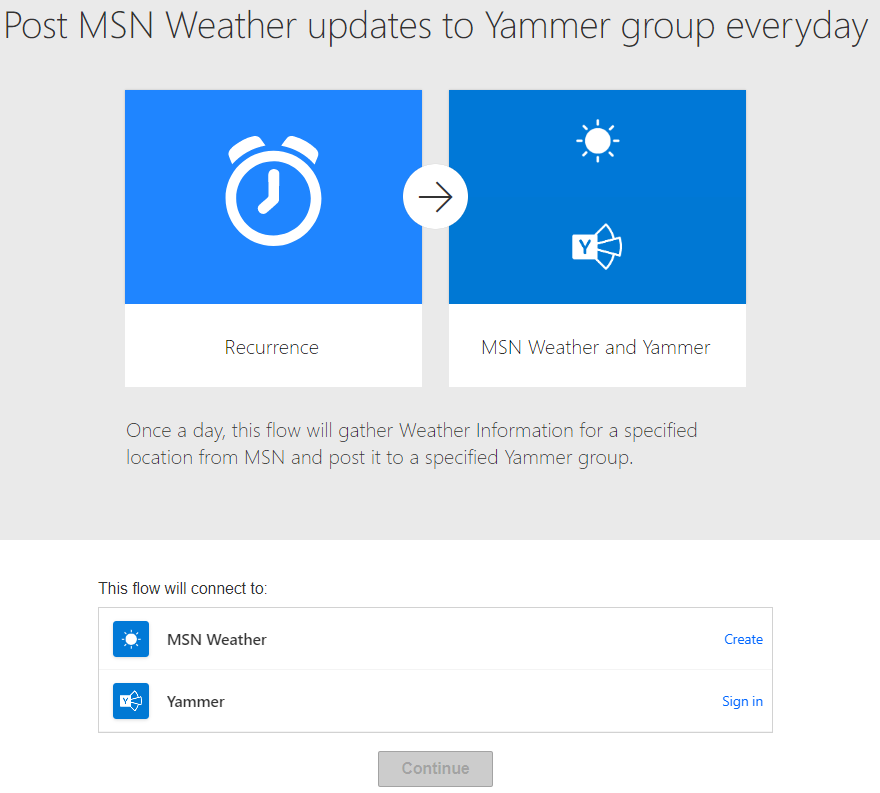 Post MSN Weather updates to Yammer group everyday
Y
Recurrence
MSN Weather and Yammer
Once a day, this flow will gather Weather Information for a specified
location from MSN and post it to a specified Yammer group.
This flow will connect to:
MSN Weather
Create
Y
Yammer
Sign in
Continue